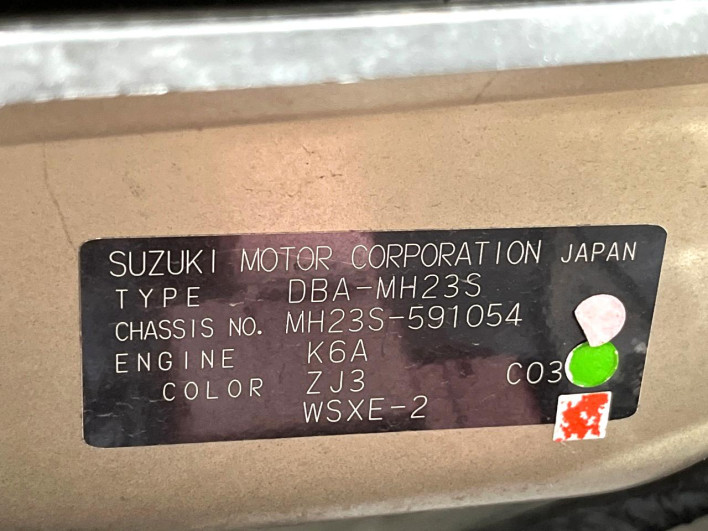 SUZUKI MOTOR CORPORATION JAPAN
TYPE DBA-MH23S
CHASSIS NO. MH23S-591054
ENGINE K6A
COLOR ZJ3 C03
WSXE-2